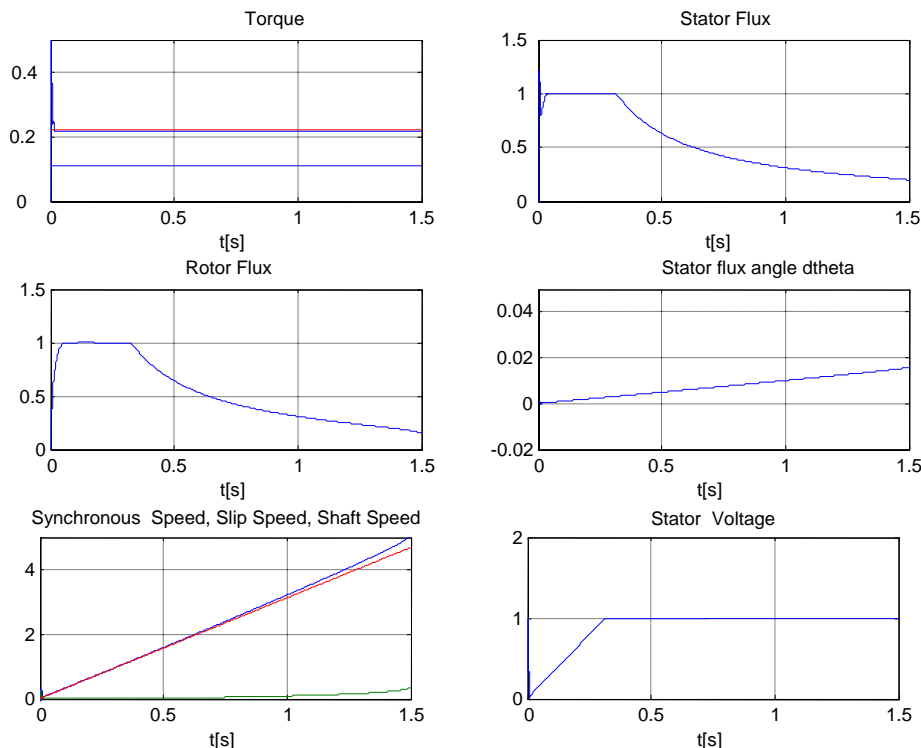 Torque
0.4
0.2
0
0 0.5 1 1.5
t[s]
Stator Flux
1.5
1
0.5
0
0 0.5 1 1.5
t[s]
Rotor Flux
1.5
1
0.5
0
0 0.5 1 1.5
t[s]
Stator flux angle dtheta
0.04
0.02
0
-0.02
0 0.5 1 1.5
t[s]
Synchronous Speed, Slip Speed, Shaft Speed
4
2
0
0 0.5 1 1.5
t[s]
Stator Voltage
2
1
0
0 0.5 1 1.5
t[s]